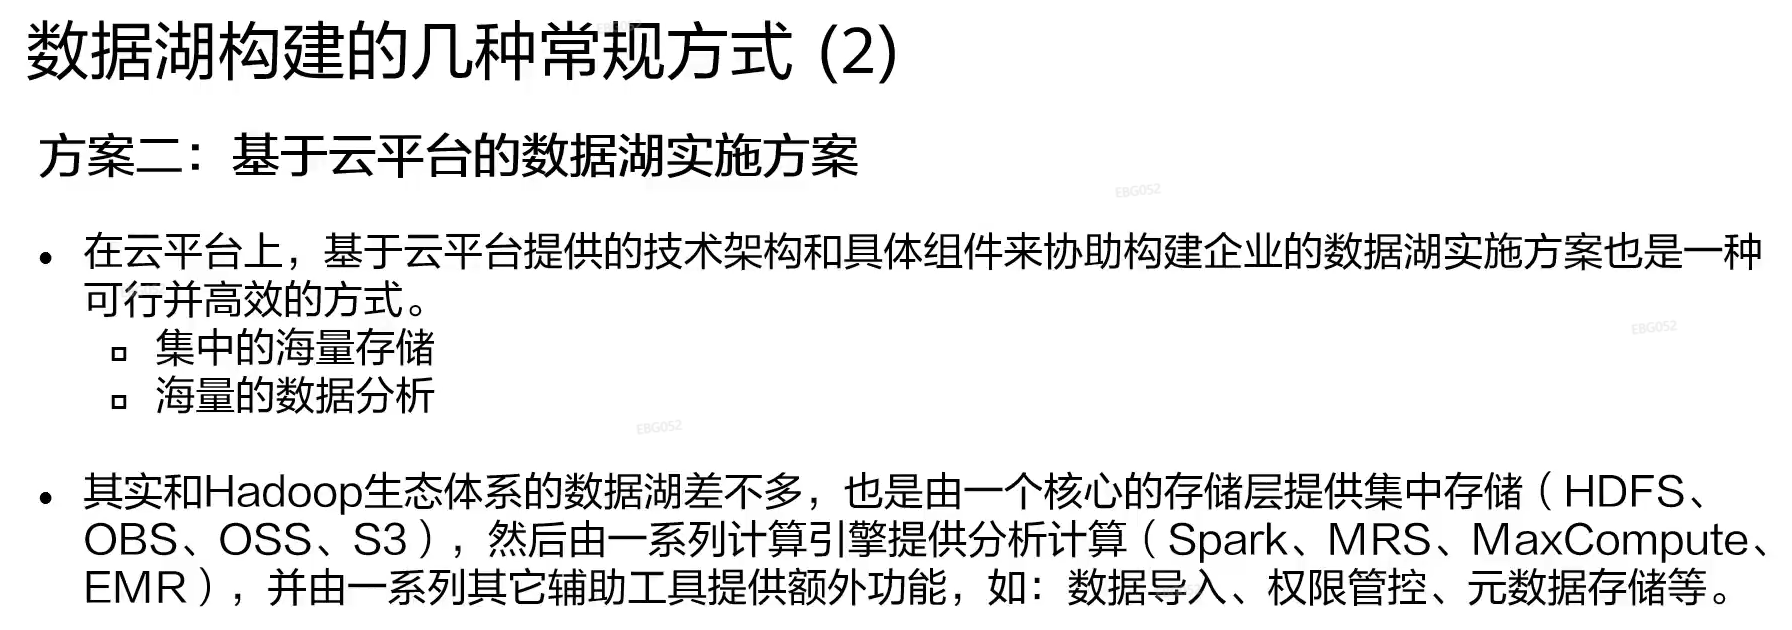 数据湖构建的几种常规方式 (2)
方案二：基于云平台的数据湖实施方案
EBG052
• 在云平台上，基于云平台提供的技术架构和具体组件来协助构建企业的数据湖实施方案也是一种
可行并高效的方式。
EBG052
▫ 集中的海量存储
▫ 海量的数据分析
EBG052
• 其实和Hadoop生态体系的数据湖差不多，也是由一个核心的存储层提供集中存储（HDFS、
OBS、OSS、S3），然后由一系列计算引擎提供分析计算（Spark、MRS、MaxCompute、
EMR），并由一系列其它辅助工具提供额外功能，如：数据导入、权限管控、元数据存储等。